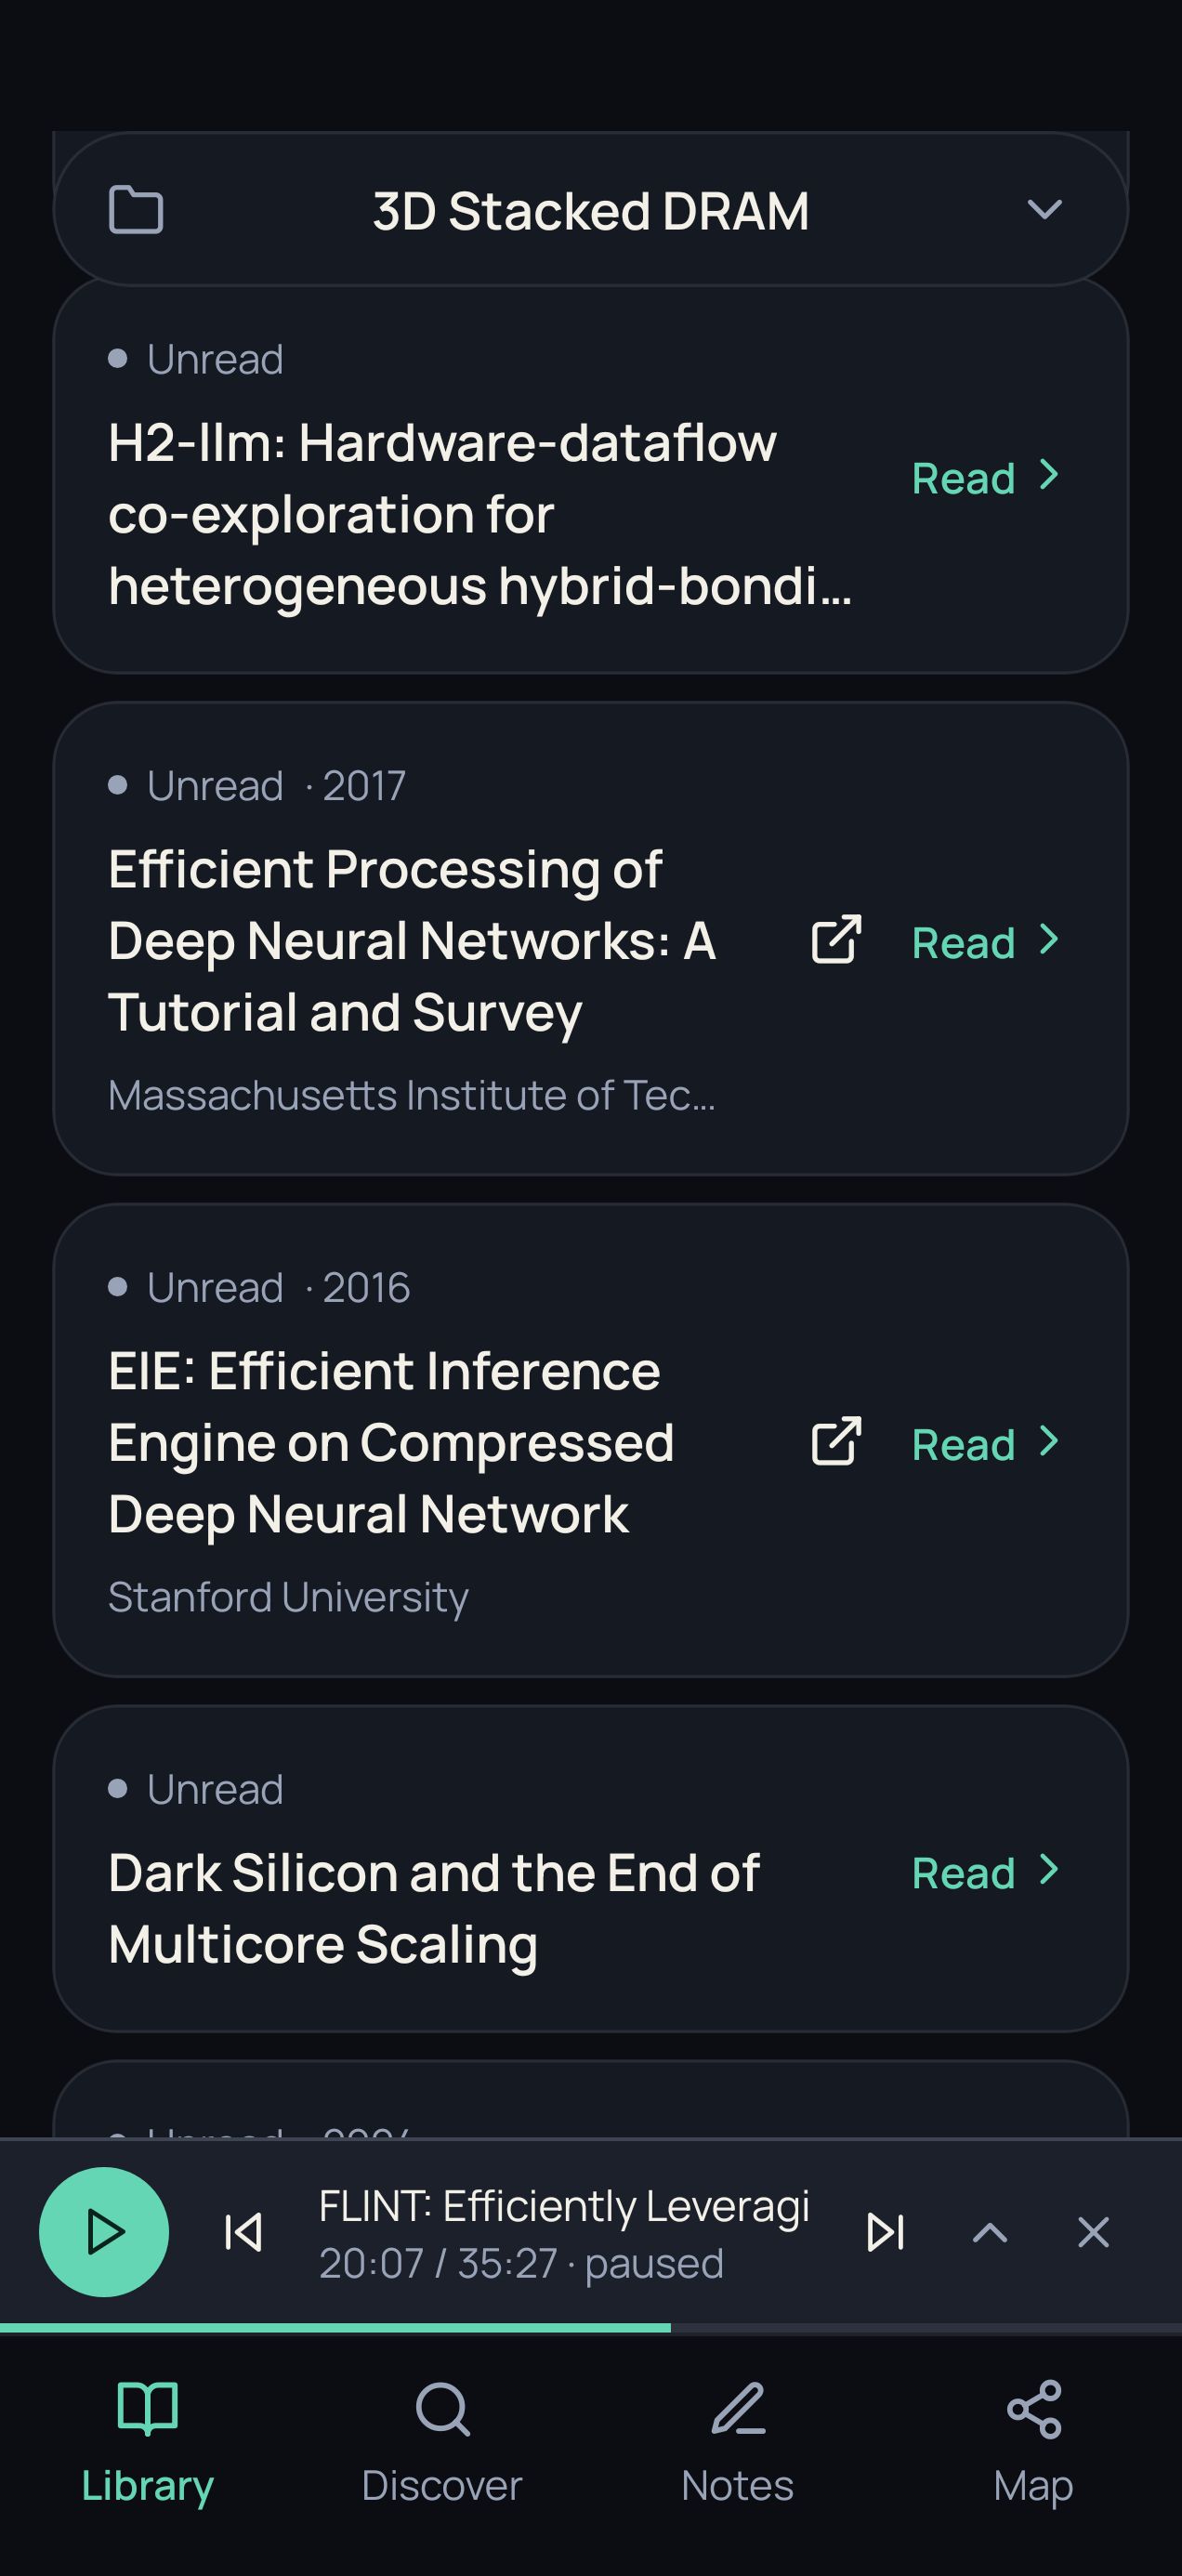 3D Stacked DRAM
Unread
H2-llm: Hardware-dataflow
co-exploration for
heterogeneous hybrid-bondi...
Read
Unread · 2017
Efficient Processing of
Deep Neural Networks: A
Tutorial and Survey
Read
Massachusetts Institute of Tec...
Unread · 2016
EIE: Efficient Inference
Engine on Compressed
Deep Neural Network
Read
Stanford University
Unread
Dark Silicon and the End of
Multicore Scaling
Read
Unread
FLINT: Efficiently Leveragi
20:07 / 35:27 · paused
Library
Discover
Notes
Map